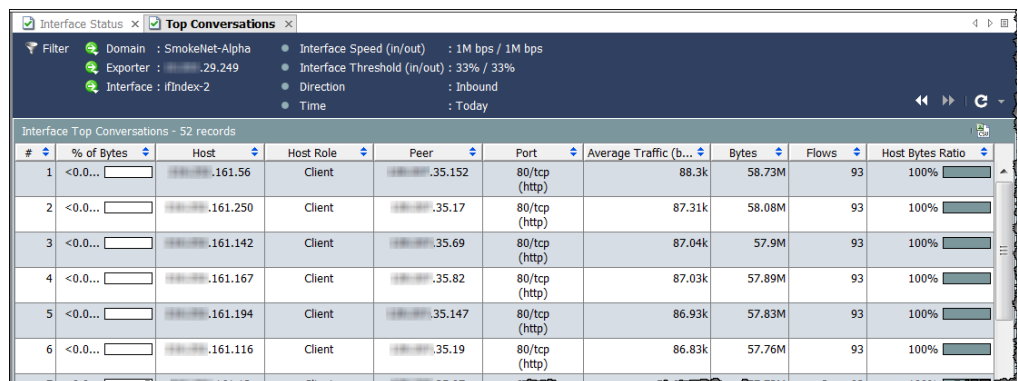 Interface Status Top Conversations
Filter Domain : SmokeNet-Alpha Interface Speed (in/out) : 1M bps / 1M bps
Exporter : .29.249 Interface Threshold (in/out) : 33% / 33%
Interface : ifIndex-2 Direction : Inbound
Time : Today
Interface Top Conversations - 52 records
# % of Bytes Host Host Role Peer Port Average Traffic (b... Bytes Flows Host Bytes Ratio
1 <0.0... .161.56 Client .35.152 80/tcp 88.3k 58.73M 93 100%
(http)
2 <0.0... .161.250 Client .35.17 80/tcp 87.31k 58.08M 93 100%
(http)
3 <0.0... .161.142 Client .35.69 80/tcp 87.04k 57.9M 93 100%
(http)
4 <0.0... .161.167 Client .35.82 80/tcp 87.03k 57.89M 93 100%
(http)
5 <0.0... .161.194 Client .35.147 80/tcp 86.93k 57.83M 93 100%
(http)
6 <0.0... .161.116 Client .35.19 80/tcp 86.83k 57.76M 93 100%
(http)